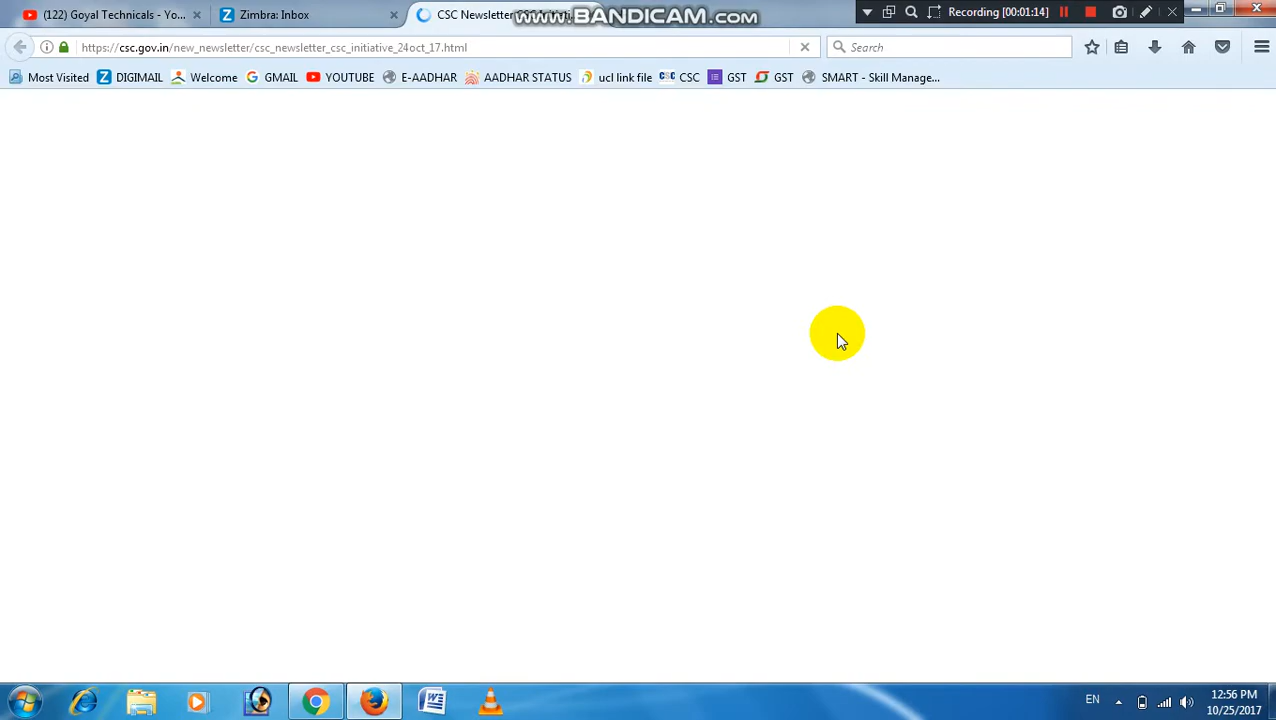 (122) Goyal Technicals - Yo...
Zimbra: Inbox
CSC Newsletter
www.BANDICAM.com
Recording [00:01:14]
https://csc.gov.in/new_newsletter/csc_newsletter_csc_initiative_24oct_17.html
Search
Most Visited
DIGIMAIL
Welcome
GMAIL
YOUTUBE
E-AADHAR
AADHAR STATUS
ucl link file
CSC
GST
GST
SMART - Skill Manage...
EN
12:56 PM
10/25/2017